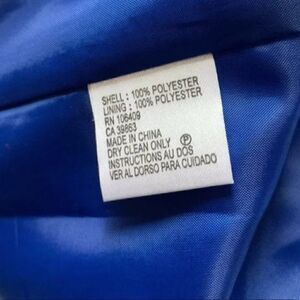 SHELL: 100% POLYESTER
LINING: 100% POLYESTER
RN 106409
CA 39863
MADE IN CHINA
DRY CLEAN ONLY Ⓟ
INSTRUCTIONS AU DOS
VER AL DORSO PARA CUIDADO